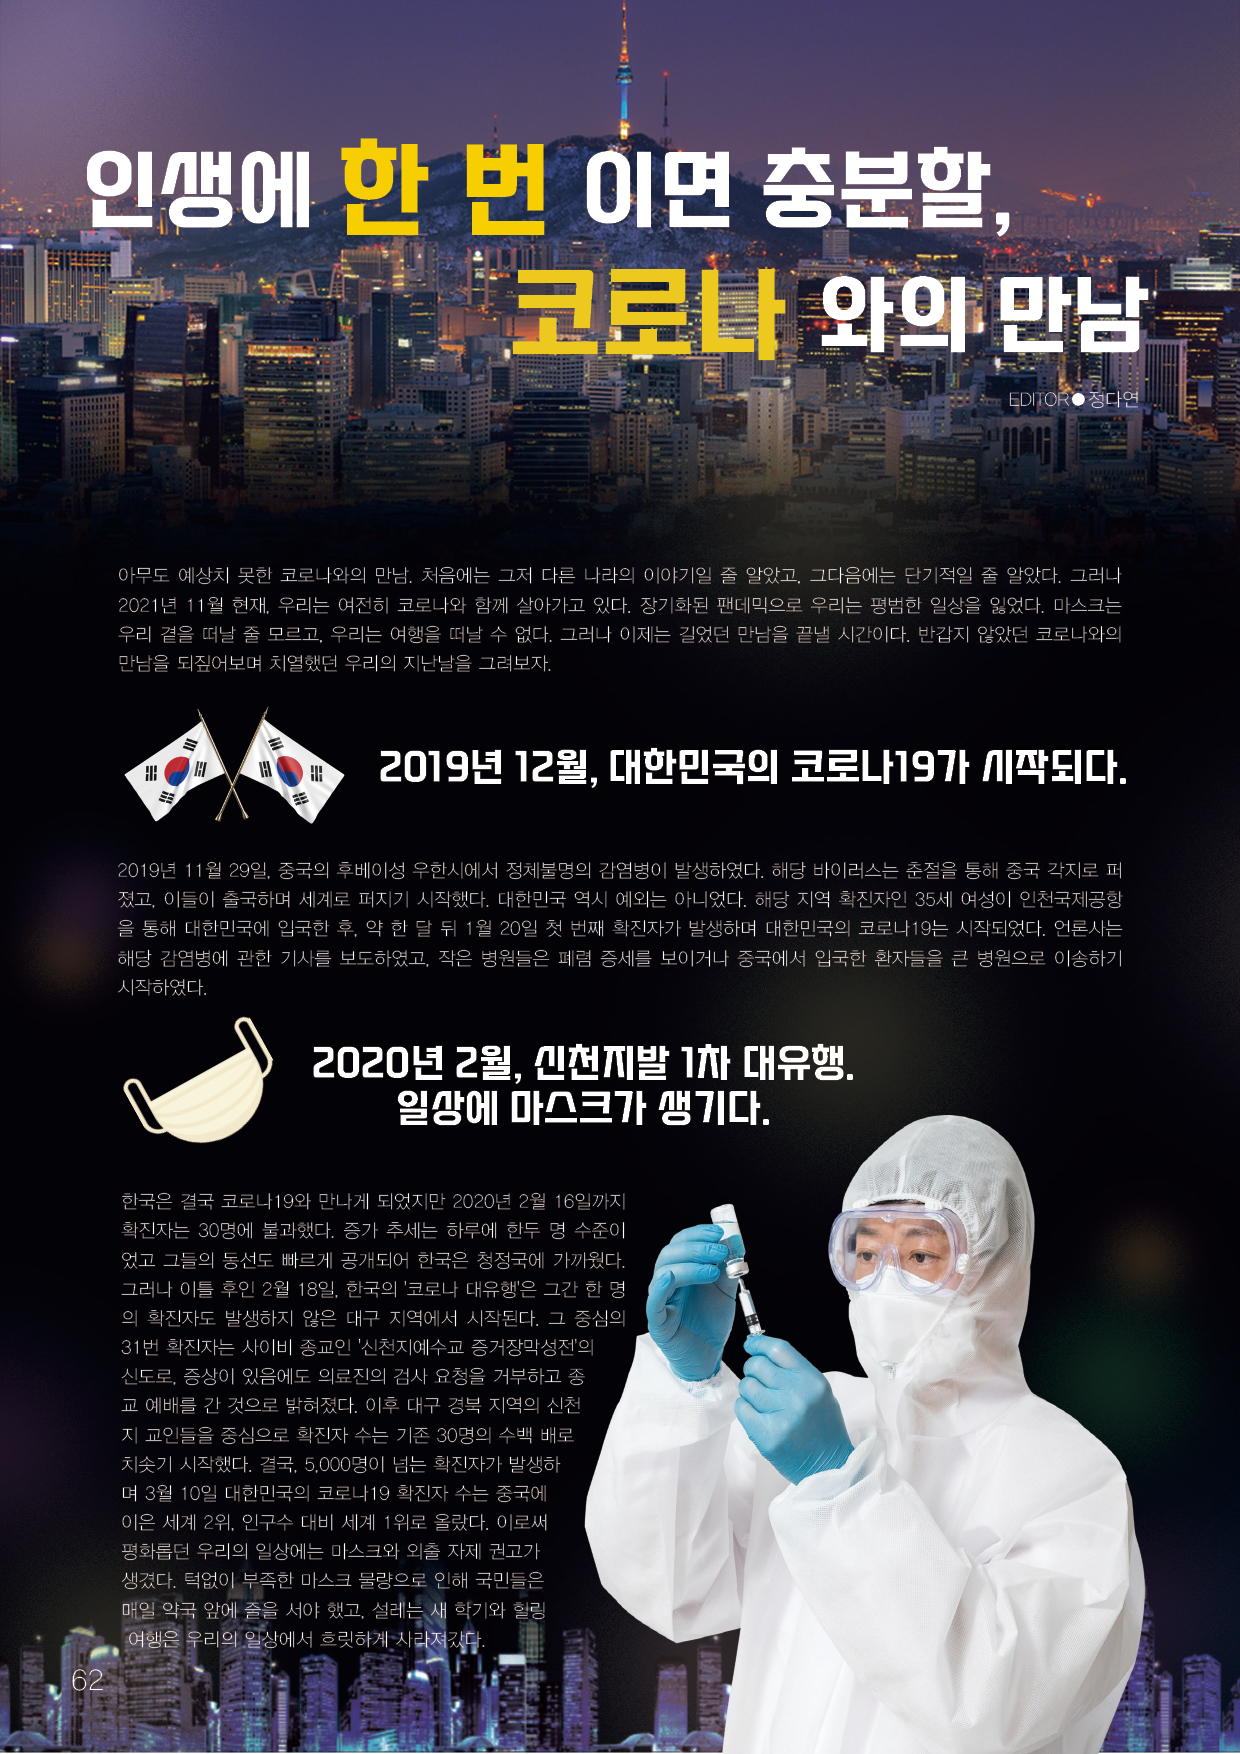 인생에 한 번 이면 충분할,
코로나 와의 만남
EDITOR●정다연
아무도 예상치 못한 코로나와의 만남. 처음에는 그저 다른 나라의 이야기일 줄 알았고, 그다음에는 단기적일 줄 알았다. 그러나
2021년 11월 현재, 우리는 여전히 코로나와 함께 살아가고 있다. 장기화된 팬데믹으로 우리는 평범한 일상을 잃었다. 마스크는
우리 곁을 떠날 줄 모르고, 우리는 여행을 떠날 수 없다. 그러나 이제는 길었던 만남을 끝낼 시간이다. 반갑지 않았던 코로나와의
만남을 되짚어보며 치열했던 우리의 지난날을 그려보자.
2019년 12월, 대한민국의 코로나19가 시작되다.
2019년 11월 29일, 중국의 후베이성 우한시에서 정체불명의 감염병이 발생하였다. 해당 바이러스는 춘절을 통해 중국 각지로 퍼
졌고, 이들이 출국하며 세계로 퍼지기 시작했다. 대한민국 역시 예외는 아니었다. 해당 지역 확진자인 35세 여성이 인천국제공항
을 통해 대한민국에 입국한 후, 약 한 달 뒤 1월 20일 첫 번째 확진자가 발생하며 대한민국의 코로나19는 시작되었다. 언론사는
해당 감염병에 관한 기사를 보도하였고, 작은 병원들은 폐렴 증세를 보이거나 중국에서 입국한 환자들을 큰 병원으로 이송하기
시작하였다.
2020년 2월, 신천지발 1차 대유행.
일상에 마스크가 생기다.
한국은 결국 코로나19와 만나게 되었지만 2020년 2월 16일까지
확진자는 30명에 불과했다. 증가 추세는 하루에 한두 명 수준이
었고 그들의 동선도 빠르게 공개되어 한국은 청정국에 가까웠다.
그러나 이틀 후인 2월 18일, 한국의 '코로나 대유행'은 그간 한 명
의 확진자도 발생하지 않은 대구 지역에서 시작된다. 그 중심의
31번 확진자는 사이비 종교인 '신천지예수교 증거장막성전'의
신도로, 증상이 있음에도 의료진의 검사 요청을 거부하고 종
교 예배를 간 것으로 밝혀졌다. 이후 대구 경북 지역의 신천
지 교인들을 중심으로 확진자 수는 기존 30명의 수백 배로
치솟기 시작했다. 결국, 5,000명이 넘는 확진자가 발생하
며 3월 10일 대한민국의 코로나19 확진자 수는 중국에
이은 세계 2위, 인구수 대비 세계 1위로 올랐다. 이로써
평화롭던 우리의 일상에는 마스크와 외출 자제 권고가
생겼다. 턱없이 부족한 마스크 물량으로 인해 국민들은
매일 약국 앞에 줄을 서야 했고, 설레는 새 학기와 힐링
여행은 우리의 일상에서 흐릿하게 사라져갔다.
62